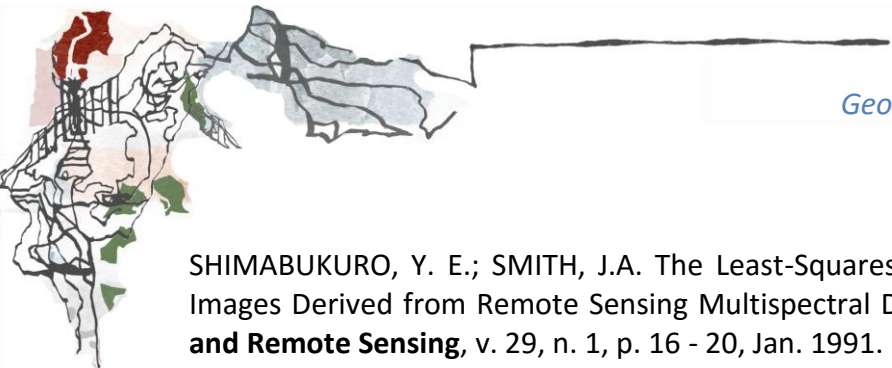 Geo
SHIMABUKURO, Y. E.; SMITH, J.A. The Least-Squares
Images Derived from Remote Sensing Multispectral
and Remote Sensing, v. 29, n. 1, p. 16 - 20, Jan. 1991.